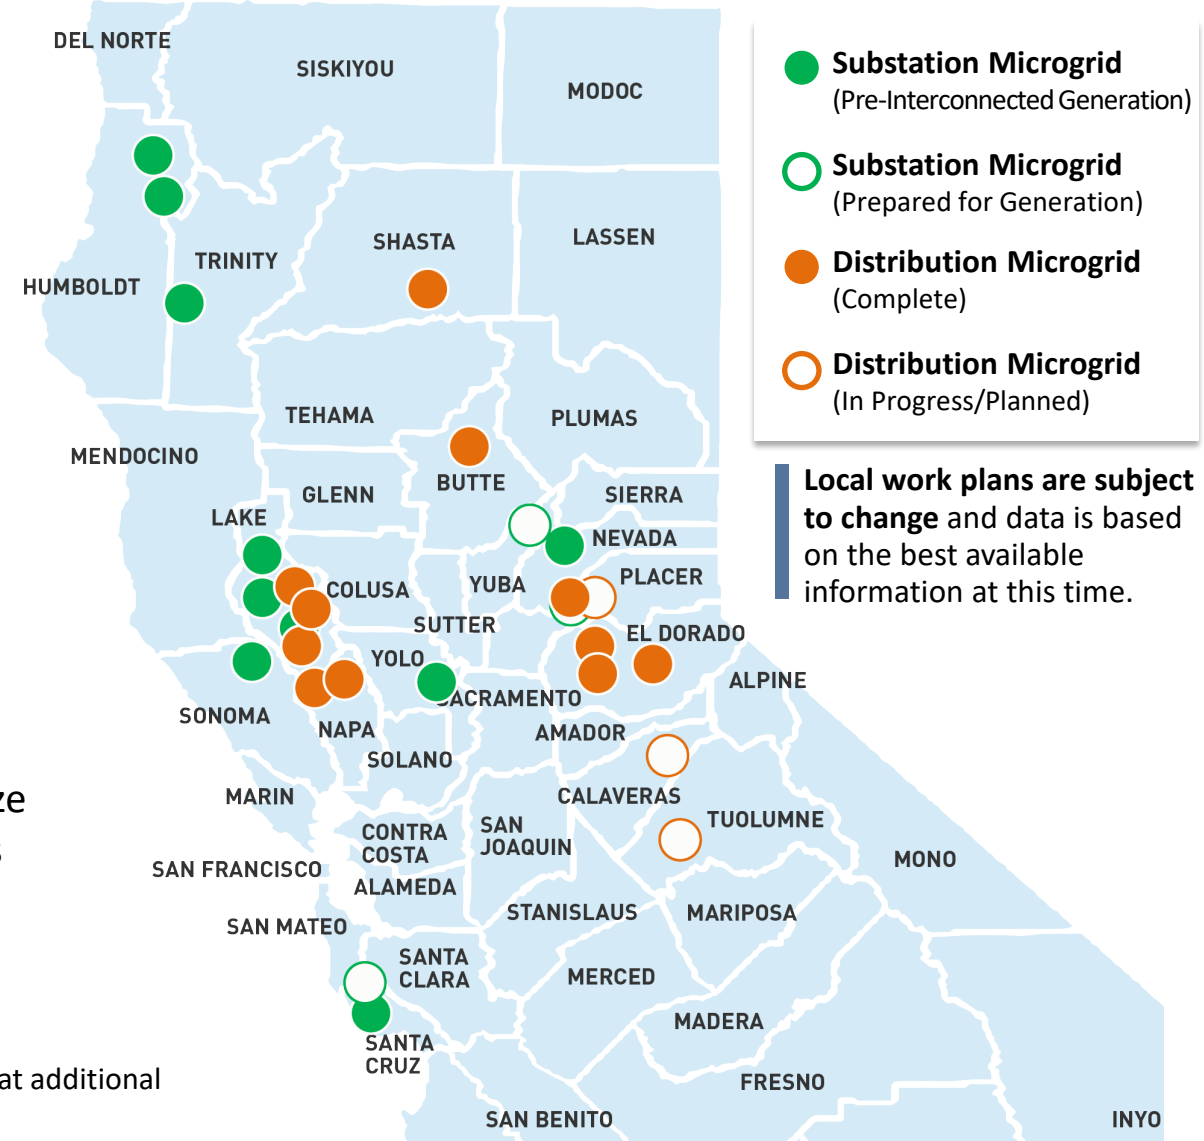 DEL NORTE
SISKIYOU
MODOC
HUMBOLDT
TRINITY
SHASTA
LASSEN
TEHAMA
PLUMAS
MENDOCINO
GLENN
BUTTE
SIERRA
LAKE
NEVADA
COLUSA
YUBA
PLACER
SUTTER
EL DORADO
YOLO
ALPINE
SACRAMENTO
SONOMA
NAPA
AMADOR
SOLANO
MARIN
CALAVERAS
TUOLUMNE
CONTRA
COSTA
SAN
JOAQUIN
MONO
SAN FRANCISCO
ALAMEDA
STANISLAUS
MARIPOSA
SAN MATEO
SANTA
CLARA
MERCED
MADERA
SANTA
CRUZ
FRESNO
SAN BENITO
INYO
Substation Microgrid
(Pre-Interconnected Generation)
Substation Microgrid
(Prepared for Generation)
Distribution Microgrid
(Complete)
Distribution Microgrid
(In Progress/Planned)
Local work plans are subject
to change and data is based
on the best available
information at this time.
ze
s
at additional